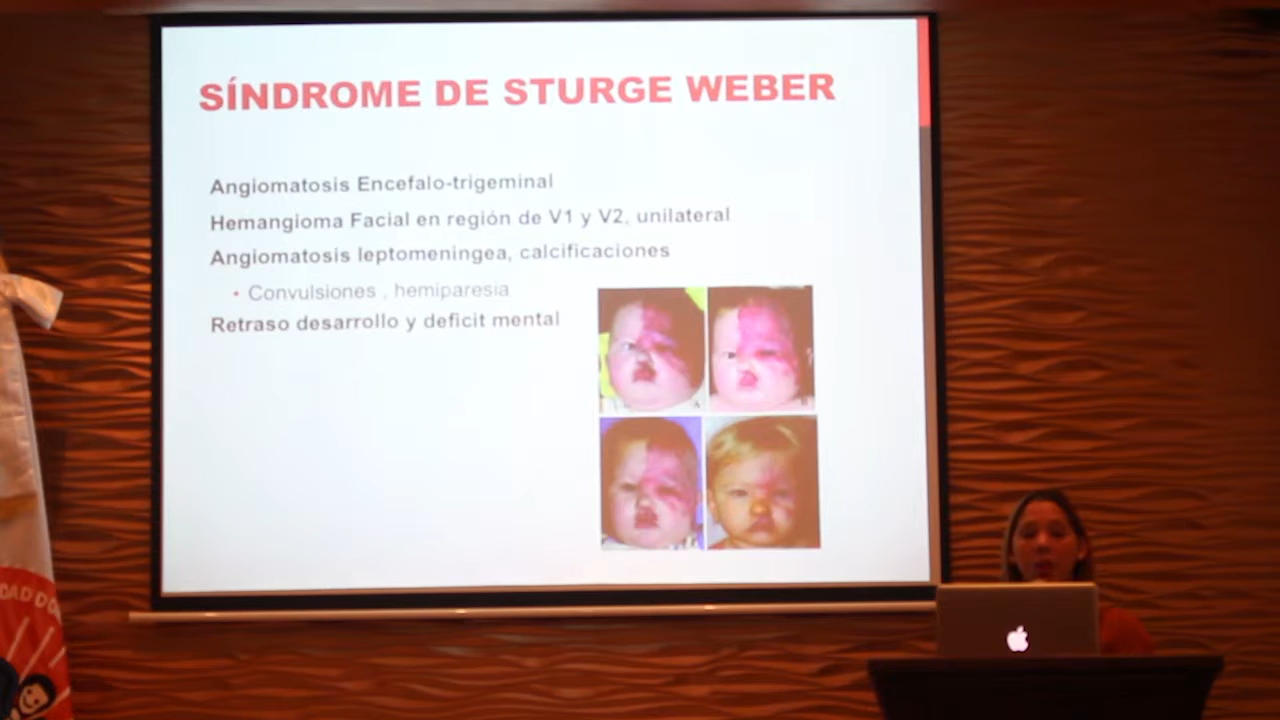 SÍNDROME DE STURGE WEBER
Angiomatosis Encefalo-trigeminal
Hemangioma Facial en región de V1 y V2, unilateral
Angiomatosis leptomeningea, calcificaciones
• Convulsiones , hemiparesia
Retraso desarrollo y deficit mental